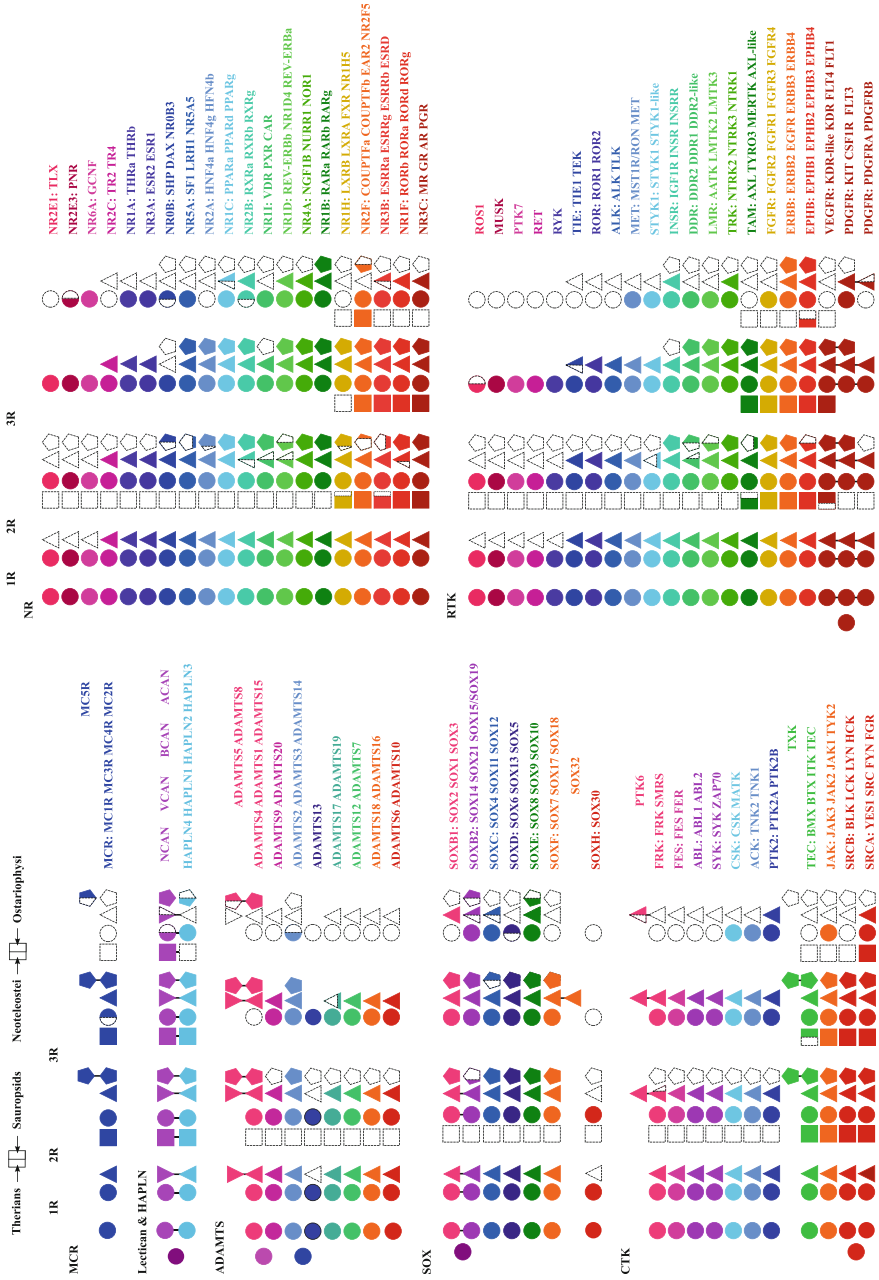 Therians Sauropsids Neoteleostei Ostariophysi
1R 2R 3R
MCR
MC5R
MCR: MC1R MC3R MC4R MC2R
Lectican & HAPLN
NCAN VCAN BCAN ACAN
HAPLN4 HAPLN1 HAPLN2 HAPLN3
ADAMTS
ADAMTS5 ADAMTS8
ADAMTS4 ADAMTS1 ADAMTS15
ADAMTS9 ADAMTS20
ADAMTS2 ADAMTS3 ADAMTS14
ADAMTS13
ADAMTS17 ADAMTS19
ADAMTS12 ADAMTS7
ADAMTS18 ADAMTS16
ADAMTS6 ADAMTS10
SOX
SOXB1: SOX2 SOX1 SOX3
SOXB2: SOX14 SOX21 SOX15/SOX19
SOXC: SOX4 SOX11 SOX12
SOXD: SOX6 SOX13 SOX5
SOXE: SOX8 SOX9 SOX10
SOXF: SOX7 SOX17 SOX18
SOX32
SOXH: SOX30
CTK
PTK6
FRK: FRK SMRS
FES: FES FER
ABL: ABL1 ABL2
SYK: SYK ZAP70
CSK: CSK MATK
ACK: TNK2 TNK1
PTK2: PTK2A PTK2B
TXK
TEC: BMX BTX ITK TEC
JAK: JAK3 JAK2 JAK1 TYK2
SRCB: BLK LCK LYN HCK
SRCA: YES1 SRC FYN FGR
1R 2R 3R
NR
NR2E1: TLX
NR2E3: PNR
NR6A: GCNF
NR2C: TR2 TR4
NR1A: THRa THRb
NR3A: ESR2 ESR1
NR0B: SHP DAX NR0B3
NR5A: SF1 LRH1 NR5A5
NR2A: HNF4a HNF4g HFN4b
NR1C: PPARa PPARd PPARg
NR2B: RXRa RXRb RXRg
NR1I: VDR PXR CAR
NR1D: REV-ERBb NR1D4 REV-ERBa
NR4A: NGF1B NURR1 NOR1
NR1B: RARa RARb RARg
NR1H: LXRB LXRA FXR NR1H5
NR2F: COUPTFa COUPTFb EAR2 NR2F5
NR3B: ESRRa ESRRg ESRRb ESRD
NR1F: RORb RORa RORd RORg
NR3C: MR GR AR PGR
RTK
ROS1
MUSK
PTK7
RET
RYK
TIE: TIE1 TEK
ROR: ROR1 ROR2
ALK: ALK TLK
MET: MST1R/RON MET
STYK1: STYK1 STYK1-like
INSR: IGF1R INSR INSRR
DDR: DDR2 DDR1 DDR2-like
LMR: AATK LMTK2 LMTK3
TRK: NTRK2 NTRK3 NTRK1
TAM: AXL TYRO3 MERTK AXL-like
FGFR: FGFR2 FGFR1 FGFR3 FGFR4
ERBB: ERBB2 EGFR ERBB3 ERBB4
EPHB: EPHB1 EPHB2 EPHB3 EPHB4
VEGFR: KDR-like KDR FLT4 FLT1
PDGFR: KIT CSF1R FLT3
PDGFR: PDGFRA PDGFRB